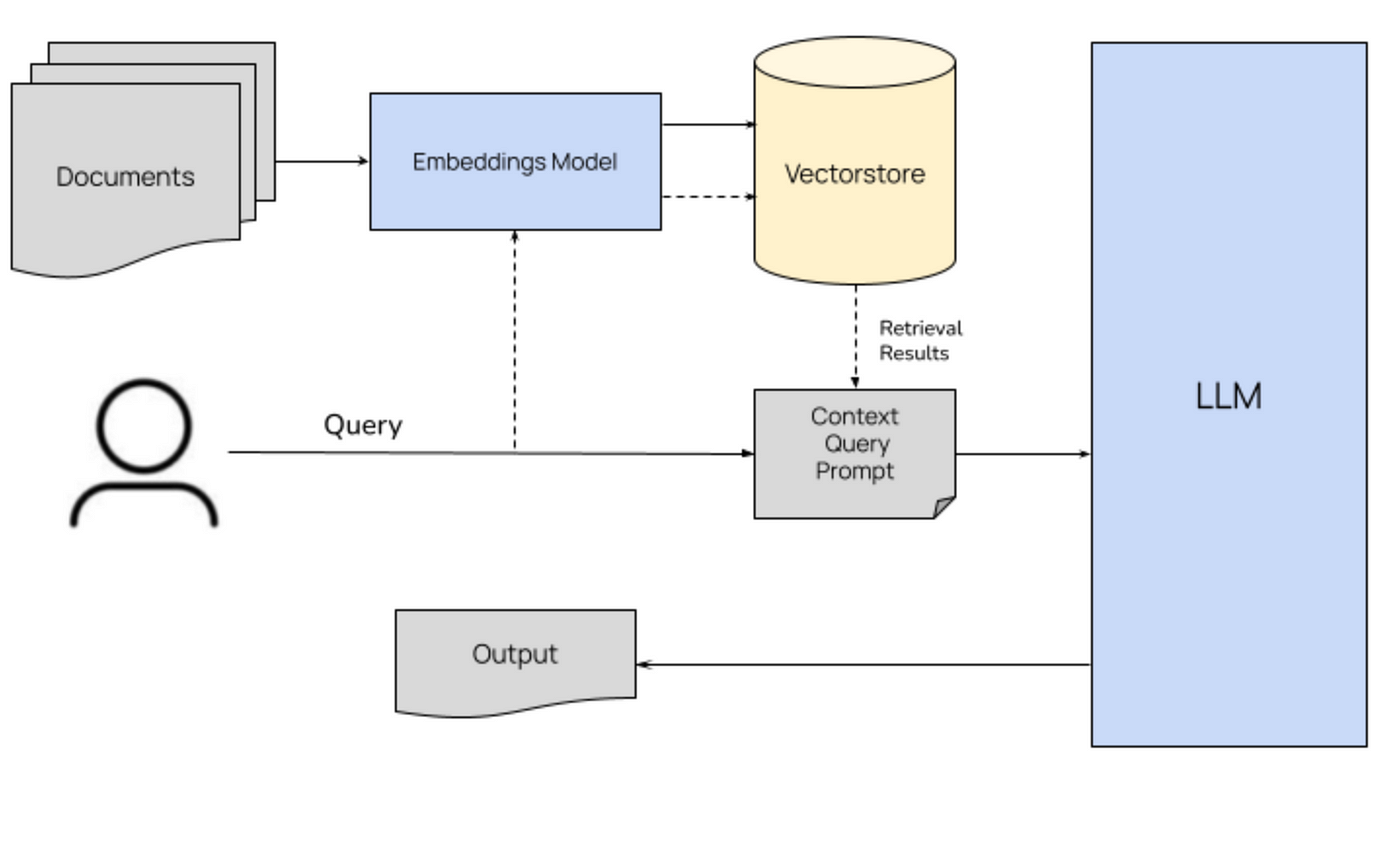 Documents
Embeddings Model
Vectorstore
Retrieval
Results
LLM
Query
Context
Query
Prompt
Output